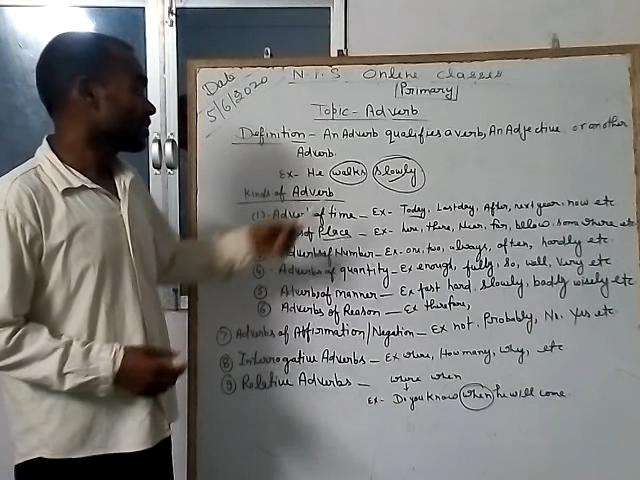 Date
5/6/2020
N.I.S Online Classes
(Primary)
Topic - Adverb
Definition - An Adverb qualifies a verb, An Adjective or another
Adverb.
Ex- He walks slowly
Kinds of Adverb
(1) Adver of time - Ex- Today, Last day, After, next year, now etc
of Place - Ex- here, there, Near, far, bellow, some where etc
Adverbs of Number - Ex- one, two, always, often, hardly etc.
(4) Adverbs of quantity - Ex enough, fully, so, well, very etc
(5) Adverbs of manner - Ex fast hard, slowly, badly wisely etc
(6) Adverbs of Reason - Ex therefore,
(7) Adverbs of Affirmation/Negation - Ex not, Probably, No, Yes etc
(8) Interrogative Adverbs - Ex How many, why, etc
(9) Relative Adverbs - when
Ex- Do you know when he will come